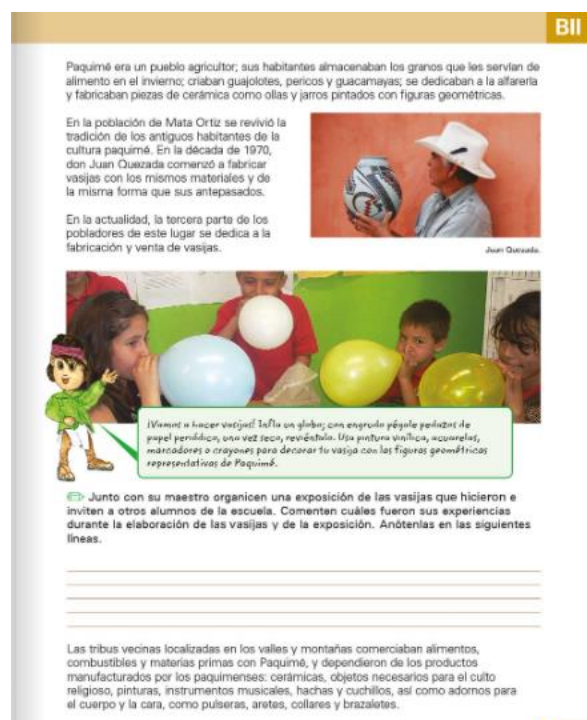 BII
Paquimé era un pueblo agricultor; sus habitantes almacenaban los granos que les servían de
alimento en el invierno; criaban guajolotes, pericos y guacamayas; se dedicaban a la alfarería
y fabricaban piezas de cerámica como ollas y jarros pintados con figuras geométricas.
En la población de Mata Ortiz se revivió la
tradición de los antiguos habitantes de la
cultura paquimé. En la década de 1970,
don Juan Quezada comenzó a fabricar
vasijas con los mismos materiales y de
la misma forma que sus antepasados.
En la actualidad, la tercera parte de los
pobladores de este lugar se dedica a la
fabricación y venta de vasijas.
Juan Quezada.
¡Vamos a hacer vasijas! Infla un globo; con engrudo pégale pedazos de
papel periódico, una vez seco, reviéntalo. Usa pintura vinílica, acuarelas,
marcadores o crayones para decorar tu vasija con las figuras geométricas
representativas de Paquimé.
Junto con su maestro organicen una exposición de las vasijas que hicieron e
inviten a otros alumnos de la escuela. Comenten cuáles fueron sus experiencias
durante la elaboración de las vasijas y de la exposición. Anótenlas en las siguientes
líneas.
Las tribus vecinas localizadas en los valles y montañas comerciaban alimentos,
combustibles y materias primas con Paquimé, y dependieron de los productos
manufacturados por los paquimenses: cerámicas, objetos necesarios para el culto
religioso, pinturas, instrumentos musicales, hachas y cuchillos, así como adornos para
el cuerpo y la cara, como pulseras, aretes, collares y brazaletes.